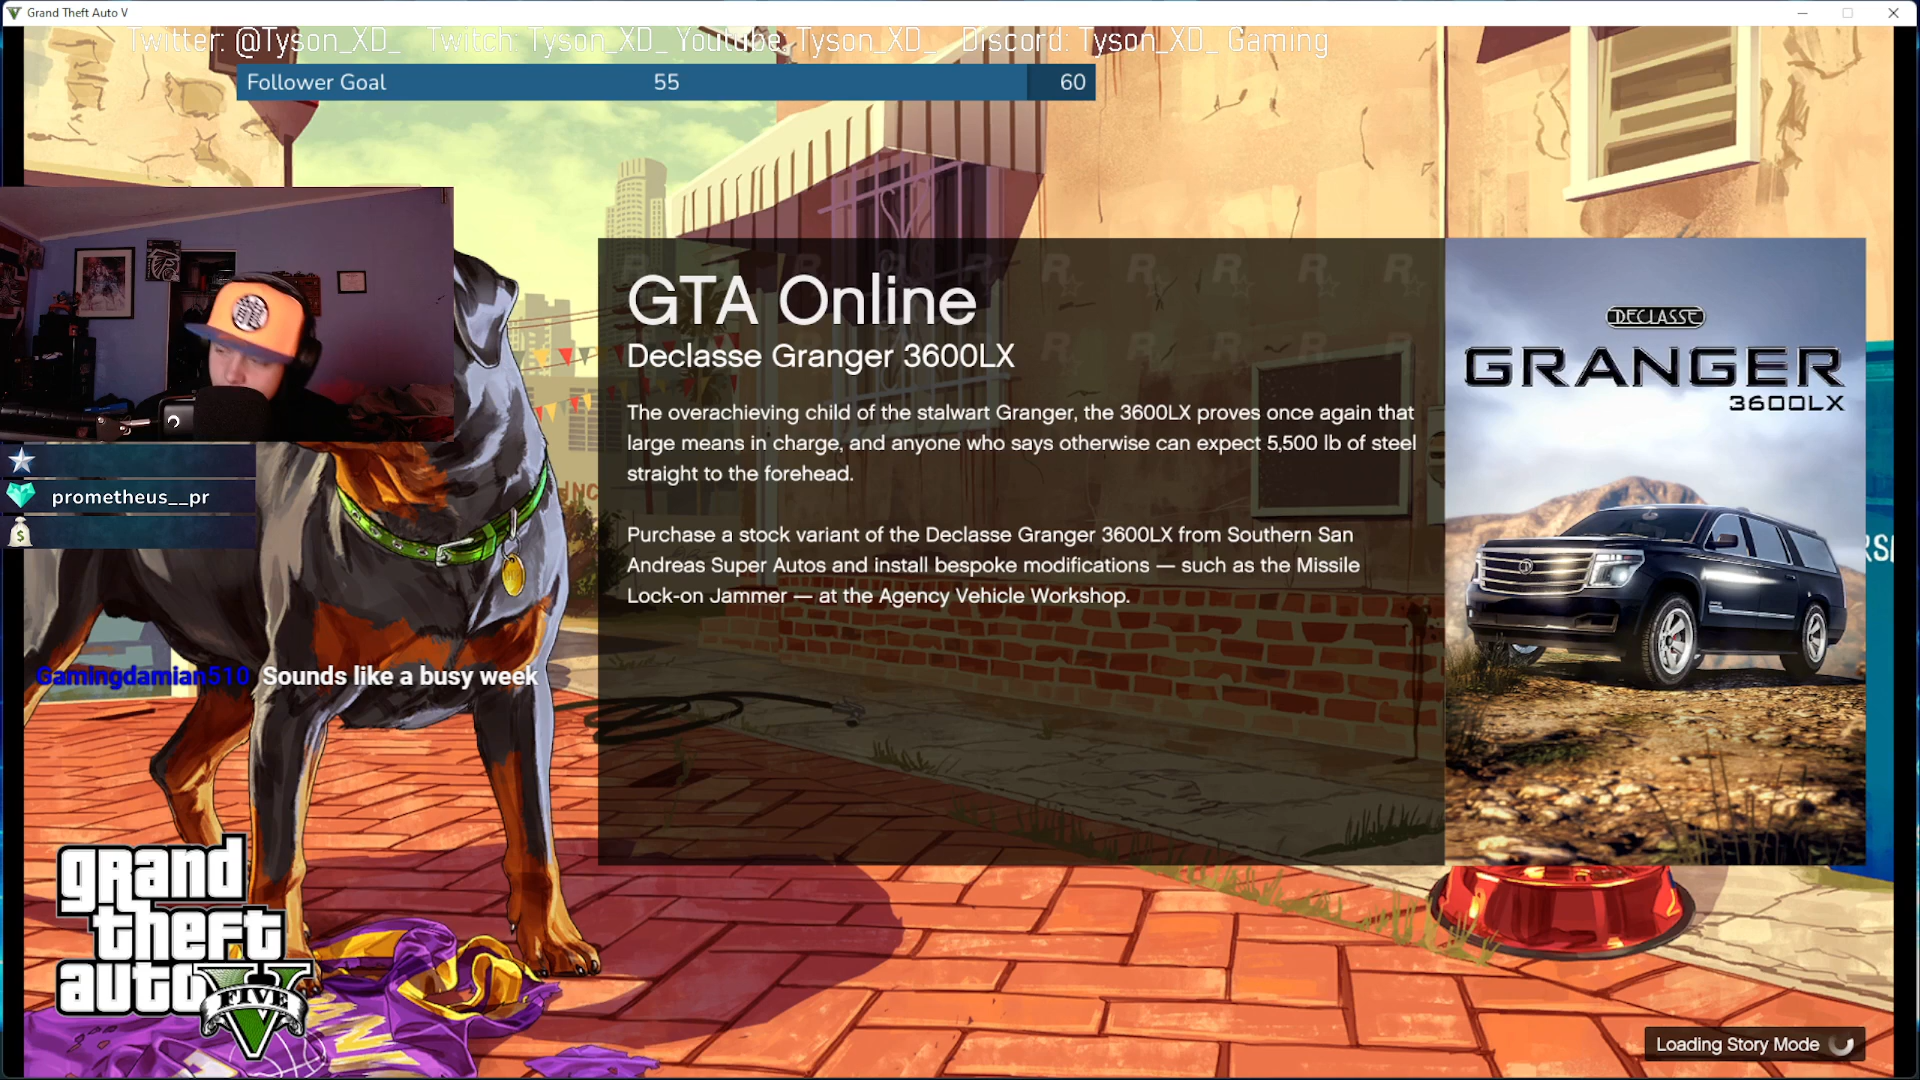 Grand Theft Auto V
Twitter: @Tyson_XD_ Twitch: Tyson_XD_ Youtube: Tyson_XD_ Discord: Tyson_XD_ Gaming
Follower Goal 55 60
GTA Online
Declasse Granger 3600LX
The overachieving child of the stalwart Granger, the 3600LX proves once again that
large means in charge, and anyone who says otherwise can expect 5,500 lb of steel
straight to the forehead.
Purchase a stock variant of the Declasse Granger 3600LX from Southern San
Andreas Super Autos and install bespoke modifications — such as the Missile
Lock-on Jammer — at the Agency Vehicle Workshop.
DECLASSE
GRANGER
3600LX
prometheus__pr
Gamingdamian510 Sounds like a busy week
grand
theft
auto V
FIVE
Loading Story Mode